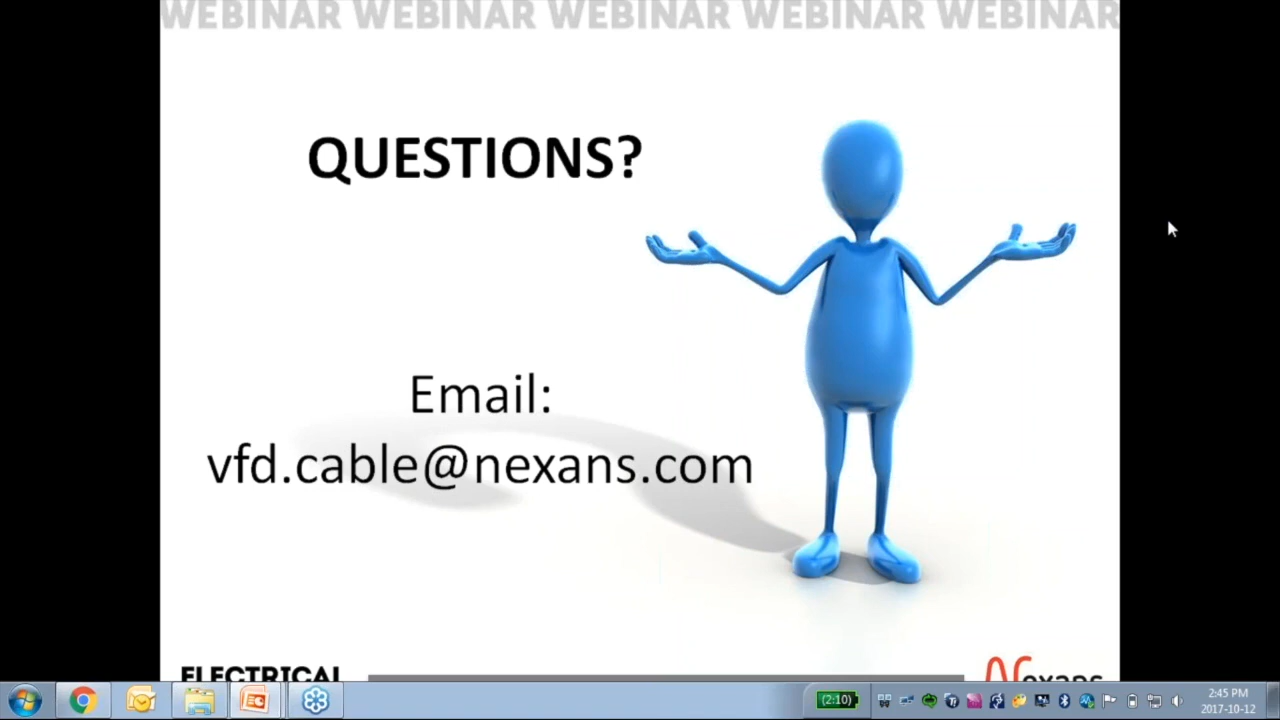 WEBINAR WEBINAR WEBINAR WEBINAR WEBINAR
QUESTIONS?
Email:
vfd.cable@nexans.com
ELECTRICAL
Nexans
(2:10)
2:45 PM
2017-10-12